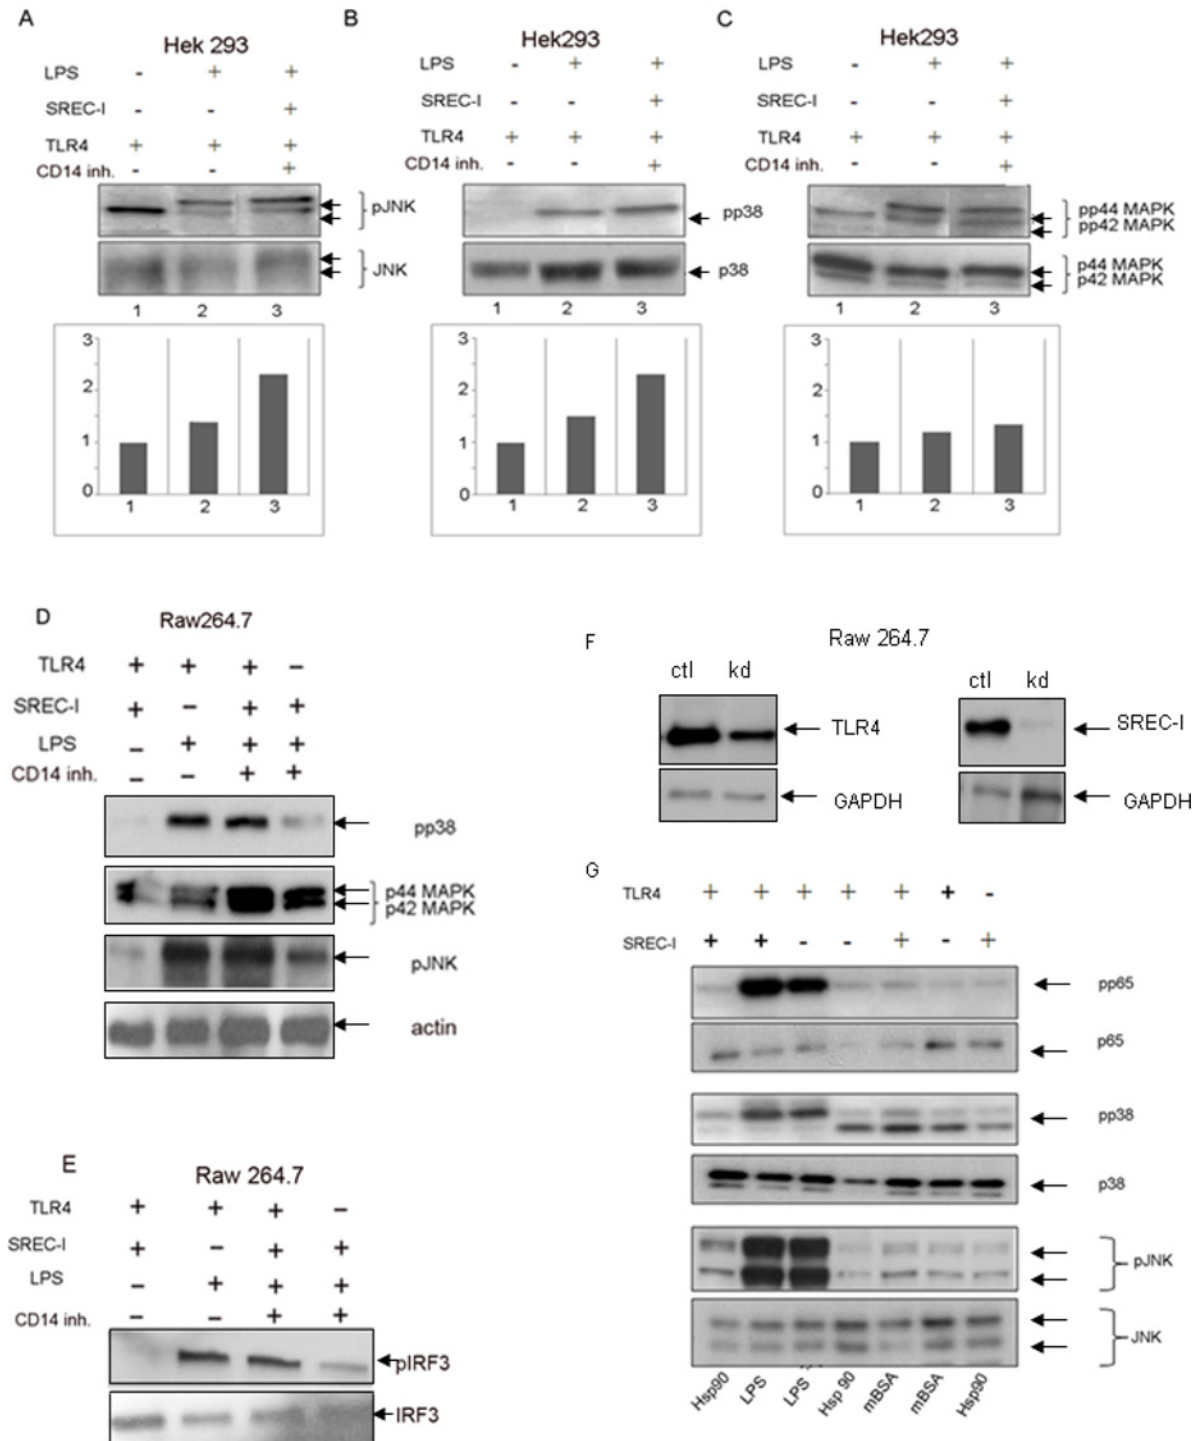 A
Hek 293
LPS - + +
SREC-I - - +
TLR4 + + +
CD14 inh. - - +
pJNK
JNK
1 2 3
3
2
1
0
1 2 3
B
Hek293
LPS - + +
SREC-I - - +
TLR4 + + +
CD14 inh. - - +
pp38
p38
1 2 3
3
2
1
0
1 2 3
C
Hek293
LPS - + +
SREC-I - - +
TLR4 + + +
CD14 inh. - - +
pp44 MAPK
pp42 MAPK
p44 MAPK
p42 MAPK
1 2 3
3
2
1
0
1 2 3
D
Raw264.7
TLR4 + + + -
SREC-I + - + +
LPS - + + +
CD14 inh. - - + +
pp38
p44 MAPK
p42 MAPK
pJNK
actin
E
Raw 264.7
TLR4 + + + -
SREC-I + - + +
LPS - + + +
CD14 inh. - - + +
pIRF3
IRF3
F
Raw 264.7
ctl kd
TLR4
GAPDH
ctl kd
SREC-I
GAPDH
G
TLR4 + + + + + + -
SREC-I + + - - + - +
pp65
p65
pp38
p38
pJNK
JNK
Hsp90 LPS LPS Hsp 90 mBSA mBSA Hsp90